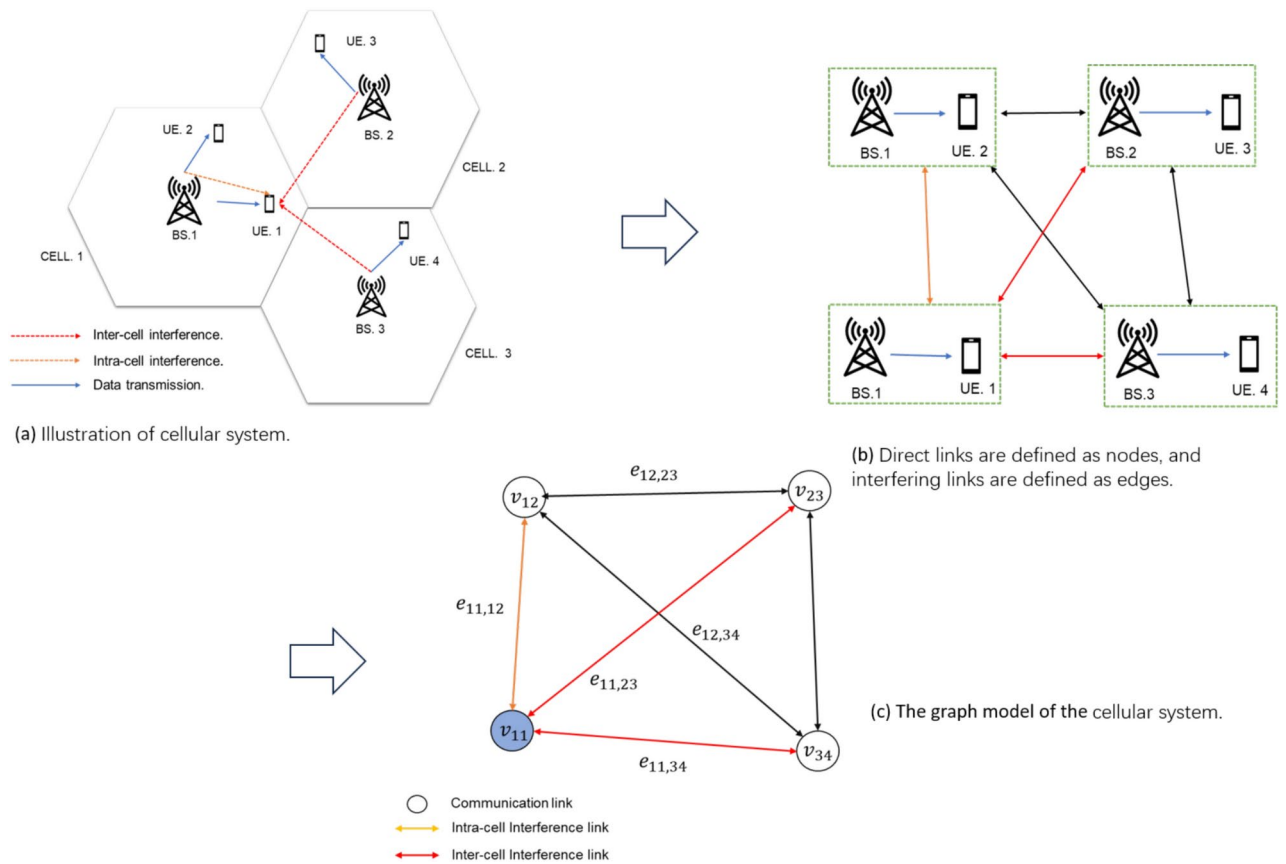 UE. 3
BS. 2
UE. 2
CELL. 2
UE. 1
BS.1
CELL. 1
UE. 4
BS. 3
CELL. 3
Inter-cell interference.
Intra-cell interference.
Data transmission.
(a) Illustration of cellular system.
BS.1
UE. 2
BS.2
UE. 3
BS.1
UE. 1
BS.3
UE. 4
(b) Direct links are defined as nodes, and
interfering links are defined as edges.
e12,23
v12
v23
e11,12
e12,34
e11,23
v11
e11,34
v34
(c) The graph model of the cellular system.
Communication link
Intra-cell Interference link
Inter-cell Interference link